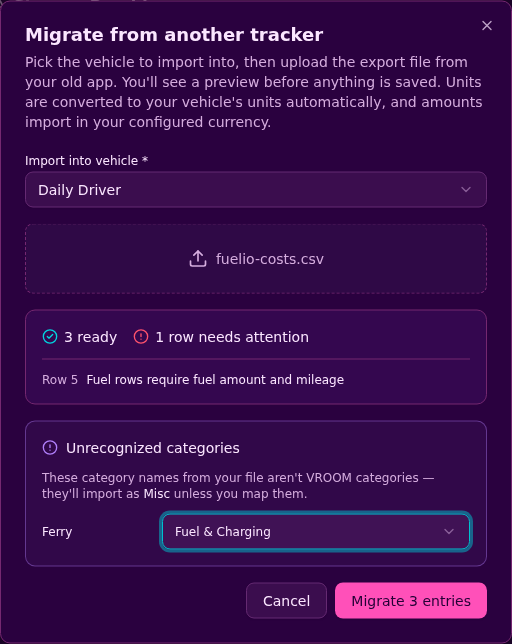 Migrate from another tracker
Pick the vehicle to import into, then upload the export file from
your old app. You'll see a preview before anything is saved. Units
are converted to your vehicle's units automatically, and amounts
import in your configured currency.
Import into vehicle *
Daily Driver
fuelio-costs.csv
3 ready 1 row needs attention
Row 5 Fuel rows require fuel amount and mileage
Unrecognized categories
These category names from your file aren't VROOM categories —
they'll import as Misc unless you map them.
Ferry Fuel & Charging
Cancel Migrate 3 entries